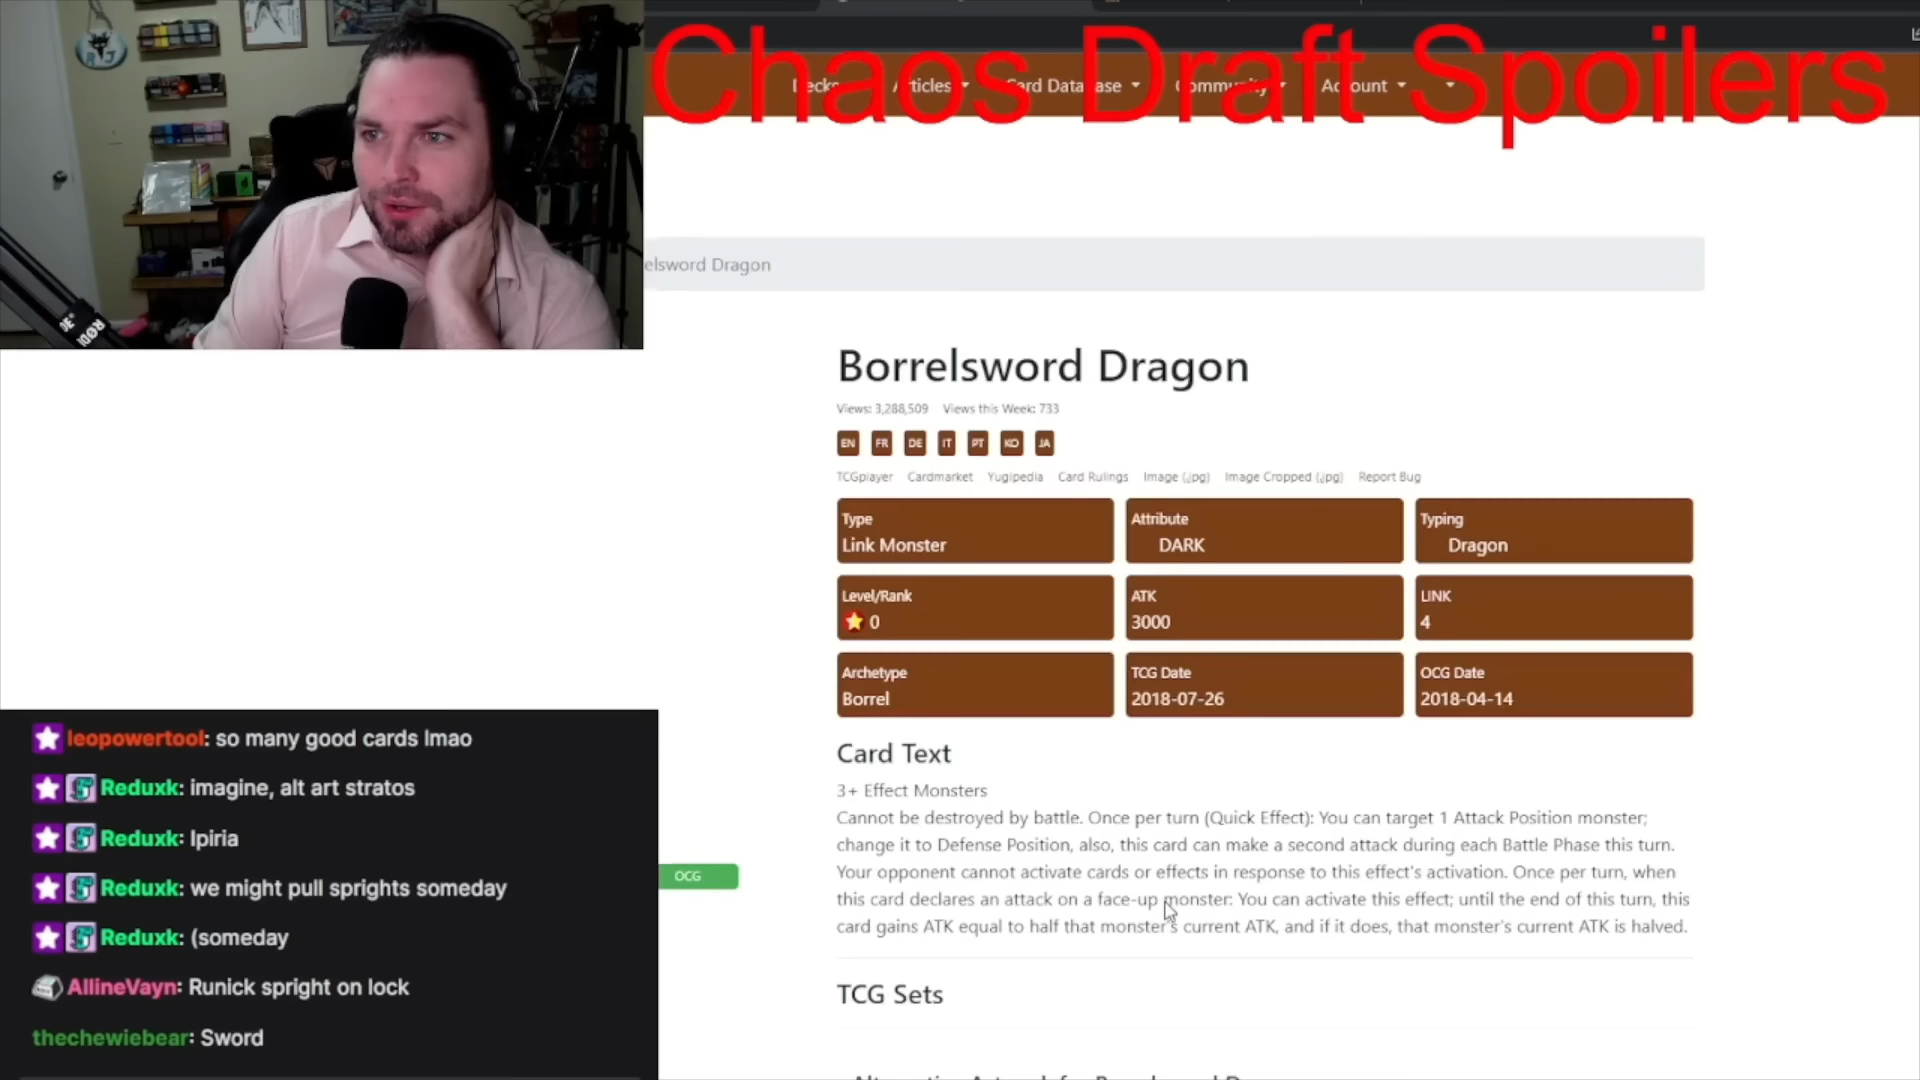 Chaos Draft Spoilers
Decks Articles Card Database Community Account
elsword Dragon
Borrelsword Dragon
Views: 3,288,509 Views this Week: 733
EN FR DE IT PT KO JA
TCGplayer Cardmarket Yugipedia Card Rulings Image (.jpg) Image Cropped (.jpg) Report Bug
Type Attribute Typing
Link Monster DARK Dragon
Level/Rank ATK LINK
0 3000 4
Archetype TCG Date OCG Date
Borrel 2018-07-26 2018-04-14
Card Text
3+ Effect Monsters
Cannot be destroyed by battle. Once per turn (Quick Effect): You can target 1 Attack Position monster;
change it to Defense Position, also, this card can make a second attack during each Battle Phase this turn.
Your opponent cannot activate cards or effects in response to this effect's activation. Once per turn, when
this card declares an attack on a face-up monster: You can activate this effect; until the end of this turn, this
card gains ATK equal to half that monster's current ATK, and if it does, that monster's current ATK is halved.
TCG Sets
OCG
leopowertool: so many good cards lmao
Reduxk: imagine, alt art stratos
Reduxk: lpiria
Reduxk: we might pull sprights someday
Reduxk: (someday
AllineVayn: Runick spright on lock
thechewiebear: Sword
RØDE